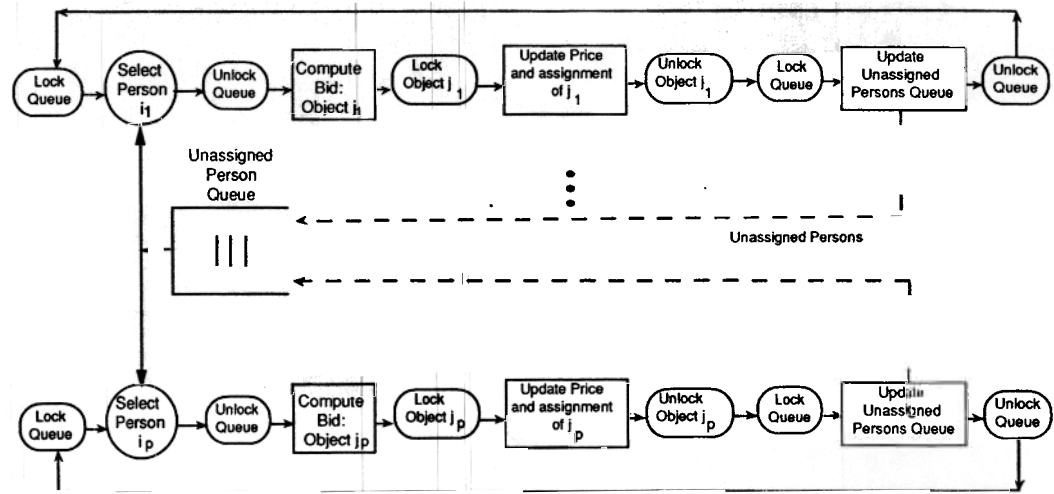 Lock
Queue
Select
Person
i1
Unlock
Queue
Compute
Bid:
Object j1
Lock
Object j1
Update Price
and assignment
of j1
Unlock
Object j1
Lock
Queue
Update
Unassigned
Persons Queue
Unlock
Queue
Unassigned
Person
Queue
Unassigned Persons
Lock
Queue
Select
Person
ip
Unlock
Queue
Compute
Bid:
Object jp
Lock
Object jp
Update Price
and assignment
of jp
Unlock
Object jp
Lock
Queue
Update
Unassigned
Persons Queue
Unlock
Queue